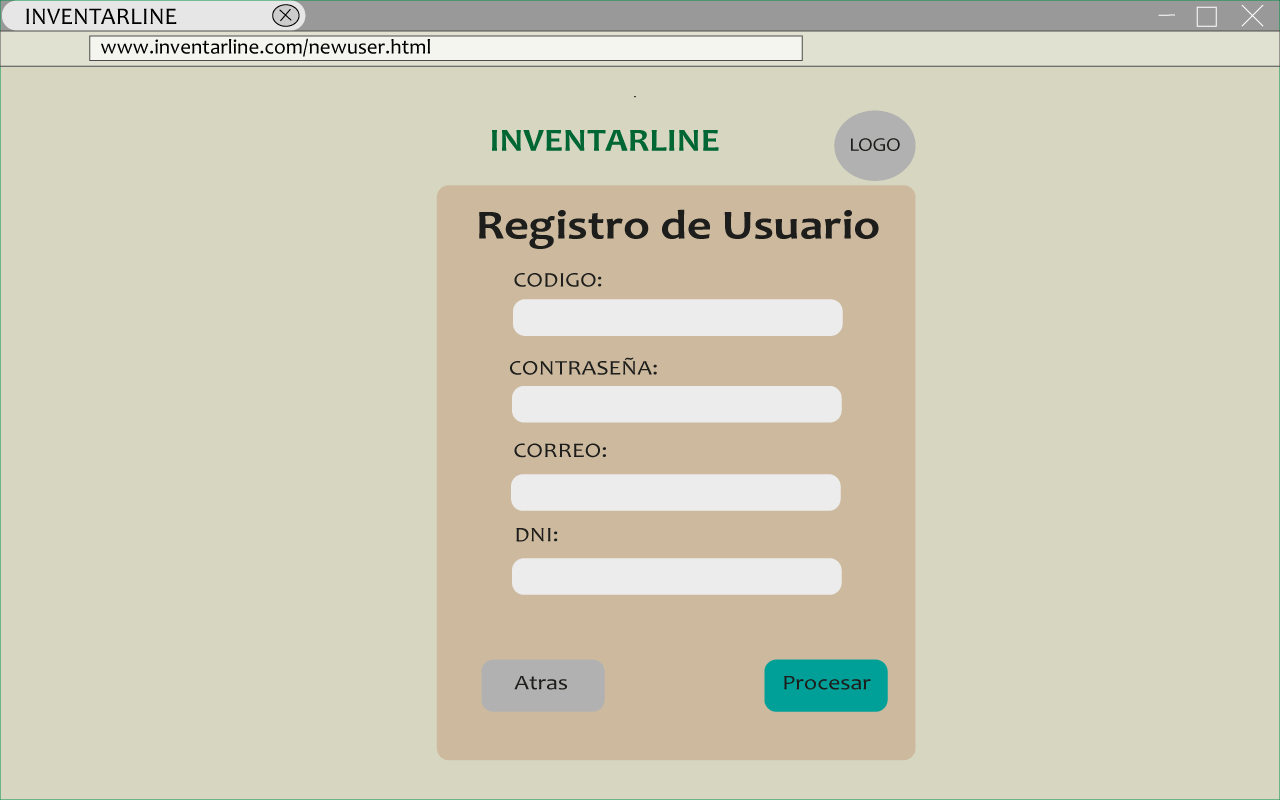 INVENTARLINE
www.inventarline.com/newuser.html
.
INVENTARLINE
LOGO
Registro de Usuario
CODIGO:
CONTRASEÑA:
CORREO:
DNI:
Atras
Procesar